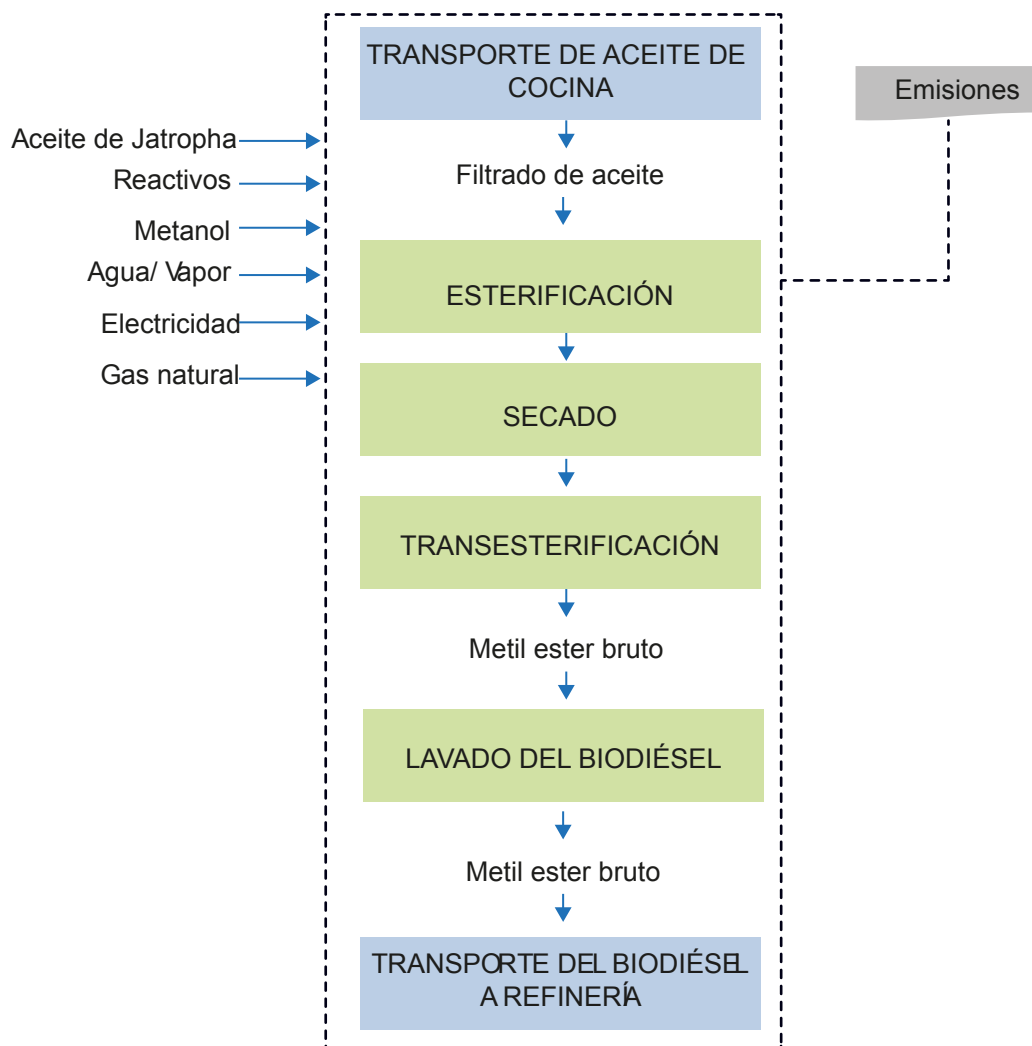 TRANSPORTE DE ACEITE DE
COCINA
Emisiones
Aceite de Jatropha
Reactivos
Metanol
Agua/ Vapor
Electricidad
Gas natural
Filtrado de aceite
ESTERIFICACIÓN
SECADO
TRANSESTERIFICACIÓN
Metil ester bruto
LAVADO DEL BIODIÉSEL
Metil ester bruto
TRANSPORTE DEL BIODIÉSEL
A REFINERÍA